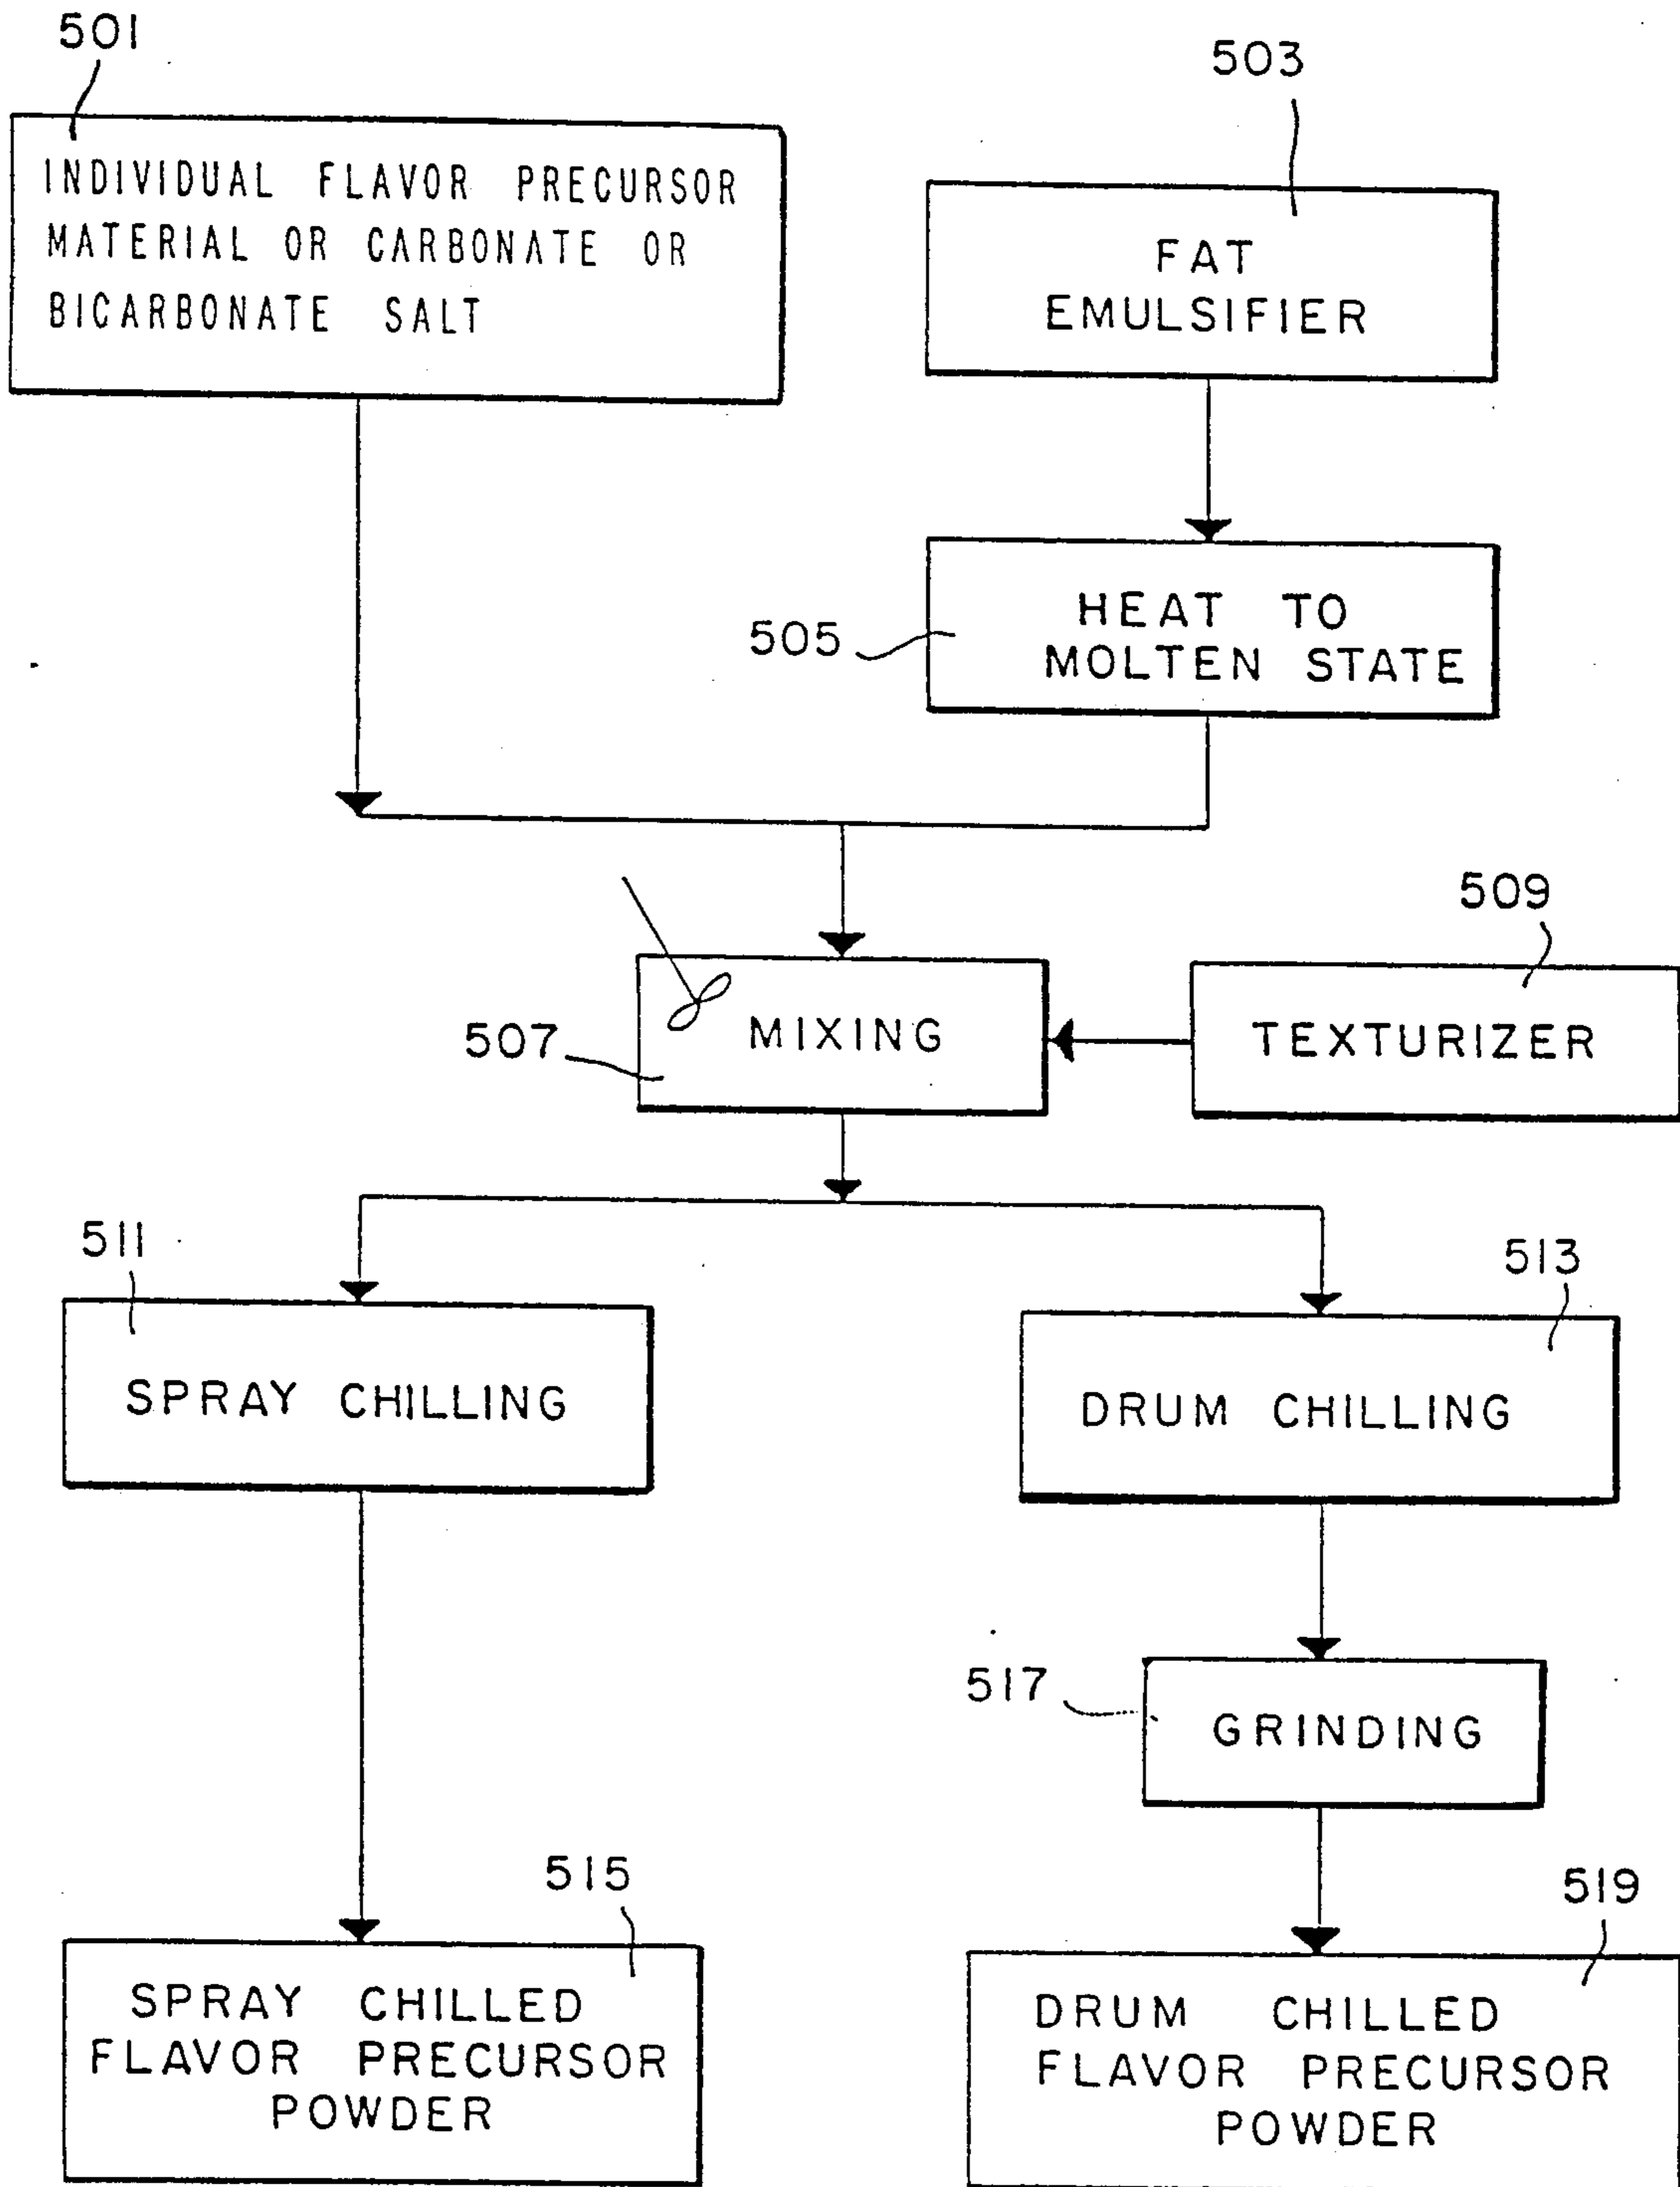 501
503
INDIVIDUAL FLAVOR PRECURSOR
MATERIAL OR CARBONATE OR
BICARBONATE SALT
FAT
EMULSIFIER
505
HEAT TO
MOLTEN STATE
509
507
MIXING
TEXTURIZER
511
513
SPRAY CHILLING
DRUM CHILLING
517
GRINDING
515
519
SPRAY CHILLED
FLAVOR PRECURSOR
POWDER
DRUM CHILLED
FLAVOR PRECURSOR
POWDER